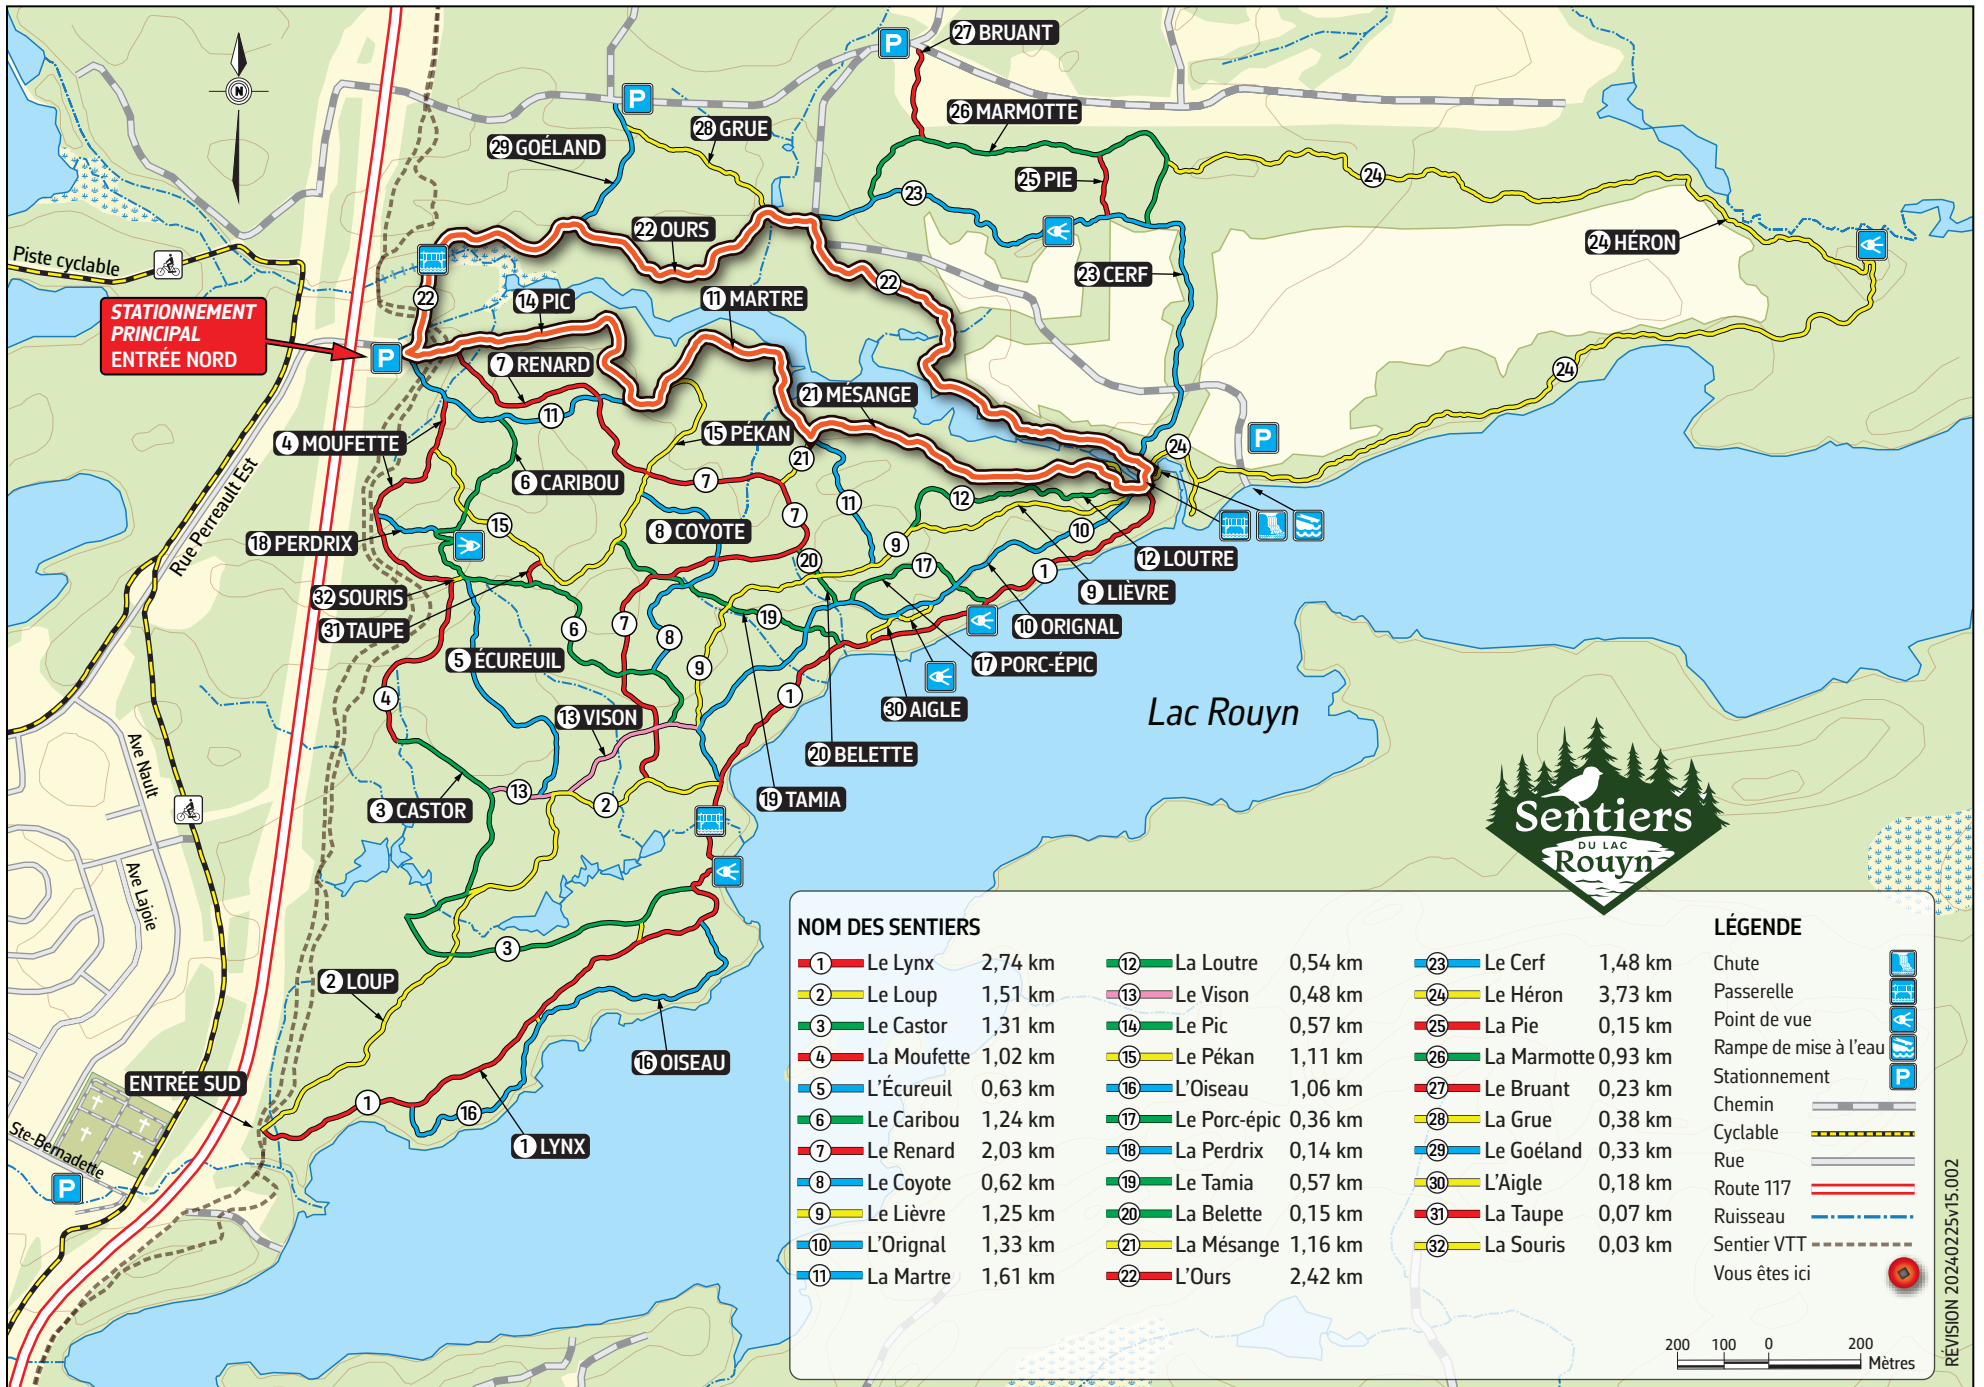 27 BRUANT
26 MARMOTTE
28 GRUE
29 GOÉLAND
25 PIE
24
23
22 OURS
24 HÉRON
Piste cyclable
N
23 CERF
22
22
14 PIC
11 MARTRE
STATIONNEMENT
PRINCIPAL
ENTRÉE NORD
7 RENARD
24
21 MÉSANGE
11
4 MOUFETTE
15 PÉKAN
24
21
6 CARIBOU
7
12
11
Rue Perreault Est
15
7
8 COYOTE
10
18 PERDRIX
9
12 LOUTRE
20
17
1
9 LIÈVRE
32 SOURIS
31 TAUPE
6
7
8
19
10 ORIGNAL
5 ÉCUREUIL
9
17 PORC-ÉPIC
4
1
30 AIGLE
13 VISON
Lac Rouyn
Ave Nault
20 BELETTE
13
2
19 TAMIA
3 CASTOR
Ave Lajoie
Sentiers
DU LAC
Rouyn
3
2 LOUP
16 OISEAU
ENTRÉE SUD
1
16
1 LYNX
Ste-Bernadette
P
P
P
P
P
NOM DES SENTIERS
1 Le Lynx 2,74 km
2 Le Loup 1,51 km
3 Le Castor 1,31 km
4 La Moufette 1,02 km
5 L'Écureuil 0,63 km
6 Le Caribou 1,24 km
7 Le Renard 2,03 km
8 Le Coyote 0,62 km
9 Le Lièvre 1,25 km
10 L'Orignal 1,33 km
11 La Martre 1,61 km
12 La Loutre 0,54 km
13 Le Vison 0,48 km
14 Le Pic 0,57 km
15 Le Pékan 1,11 km
16 L'Oiseau 1,06 km
17 Le Porc-épic 0,36 km
18 La Perdrix 0,14 km
19 Le Tamia 0,57 km
20 La Belette 0,15 km
21 La Mésange 1,16 km
22 L'Ours 2,42 km
23 Le Cerf 1,48 km
24 Le Héron 3,73 km
25 La Pie 0,15 km
26 La Marmotte 0,93 km
27 Le Bruant 0,23 km
28 La Grue 0,38 km
29 Le Goéland 0,33 km
30 L'Aigle 0,18 km
31 La Taupe 0,07 km
32 La Souris 0,03 km
LÉGENDE
Chute
Passerelle
Point de vue
Rampe de mise à l'eau
Stationnement P
Chemin
Cyclable
Rue
Route 117
Ruisseau
Sentier VTT
Vous êtes ici
200 100 0 200
Mètres
RÉVISION 20240225v15.002